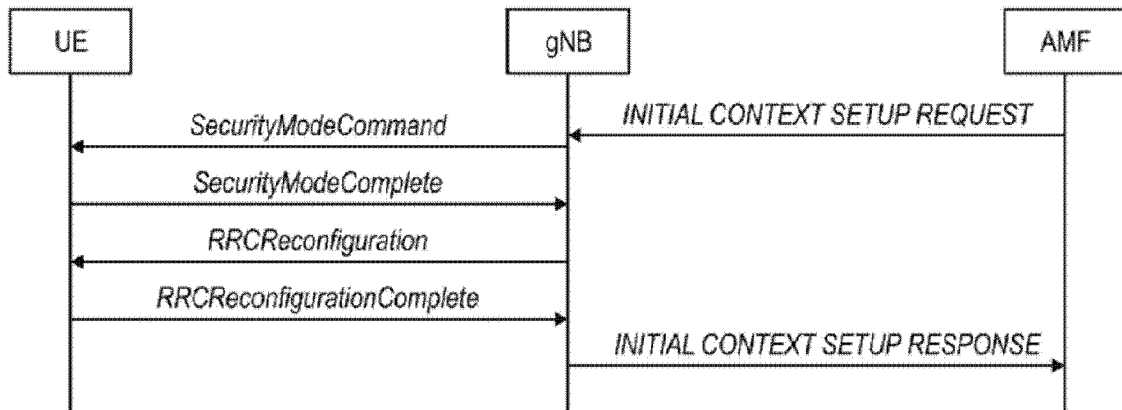 UE
gNB
AMF
INITIAL CONTEXT SETUP REQUEST
SecurityModeCommand
SecurityModeComplete
RRCReconfiguration
RRCReconfigurationComplete
INITIAL CONTEXT SETUP RESPONSE